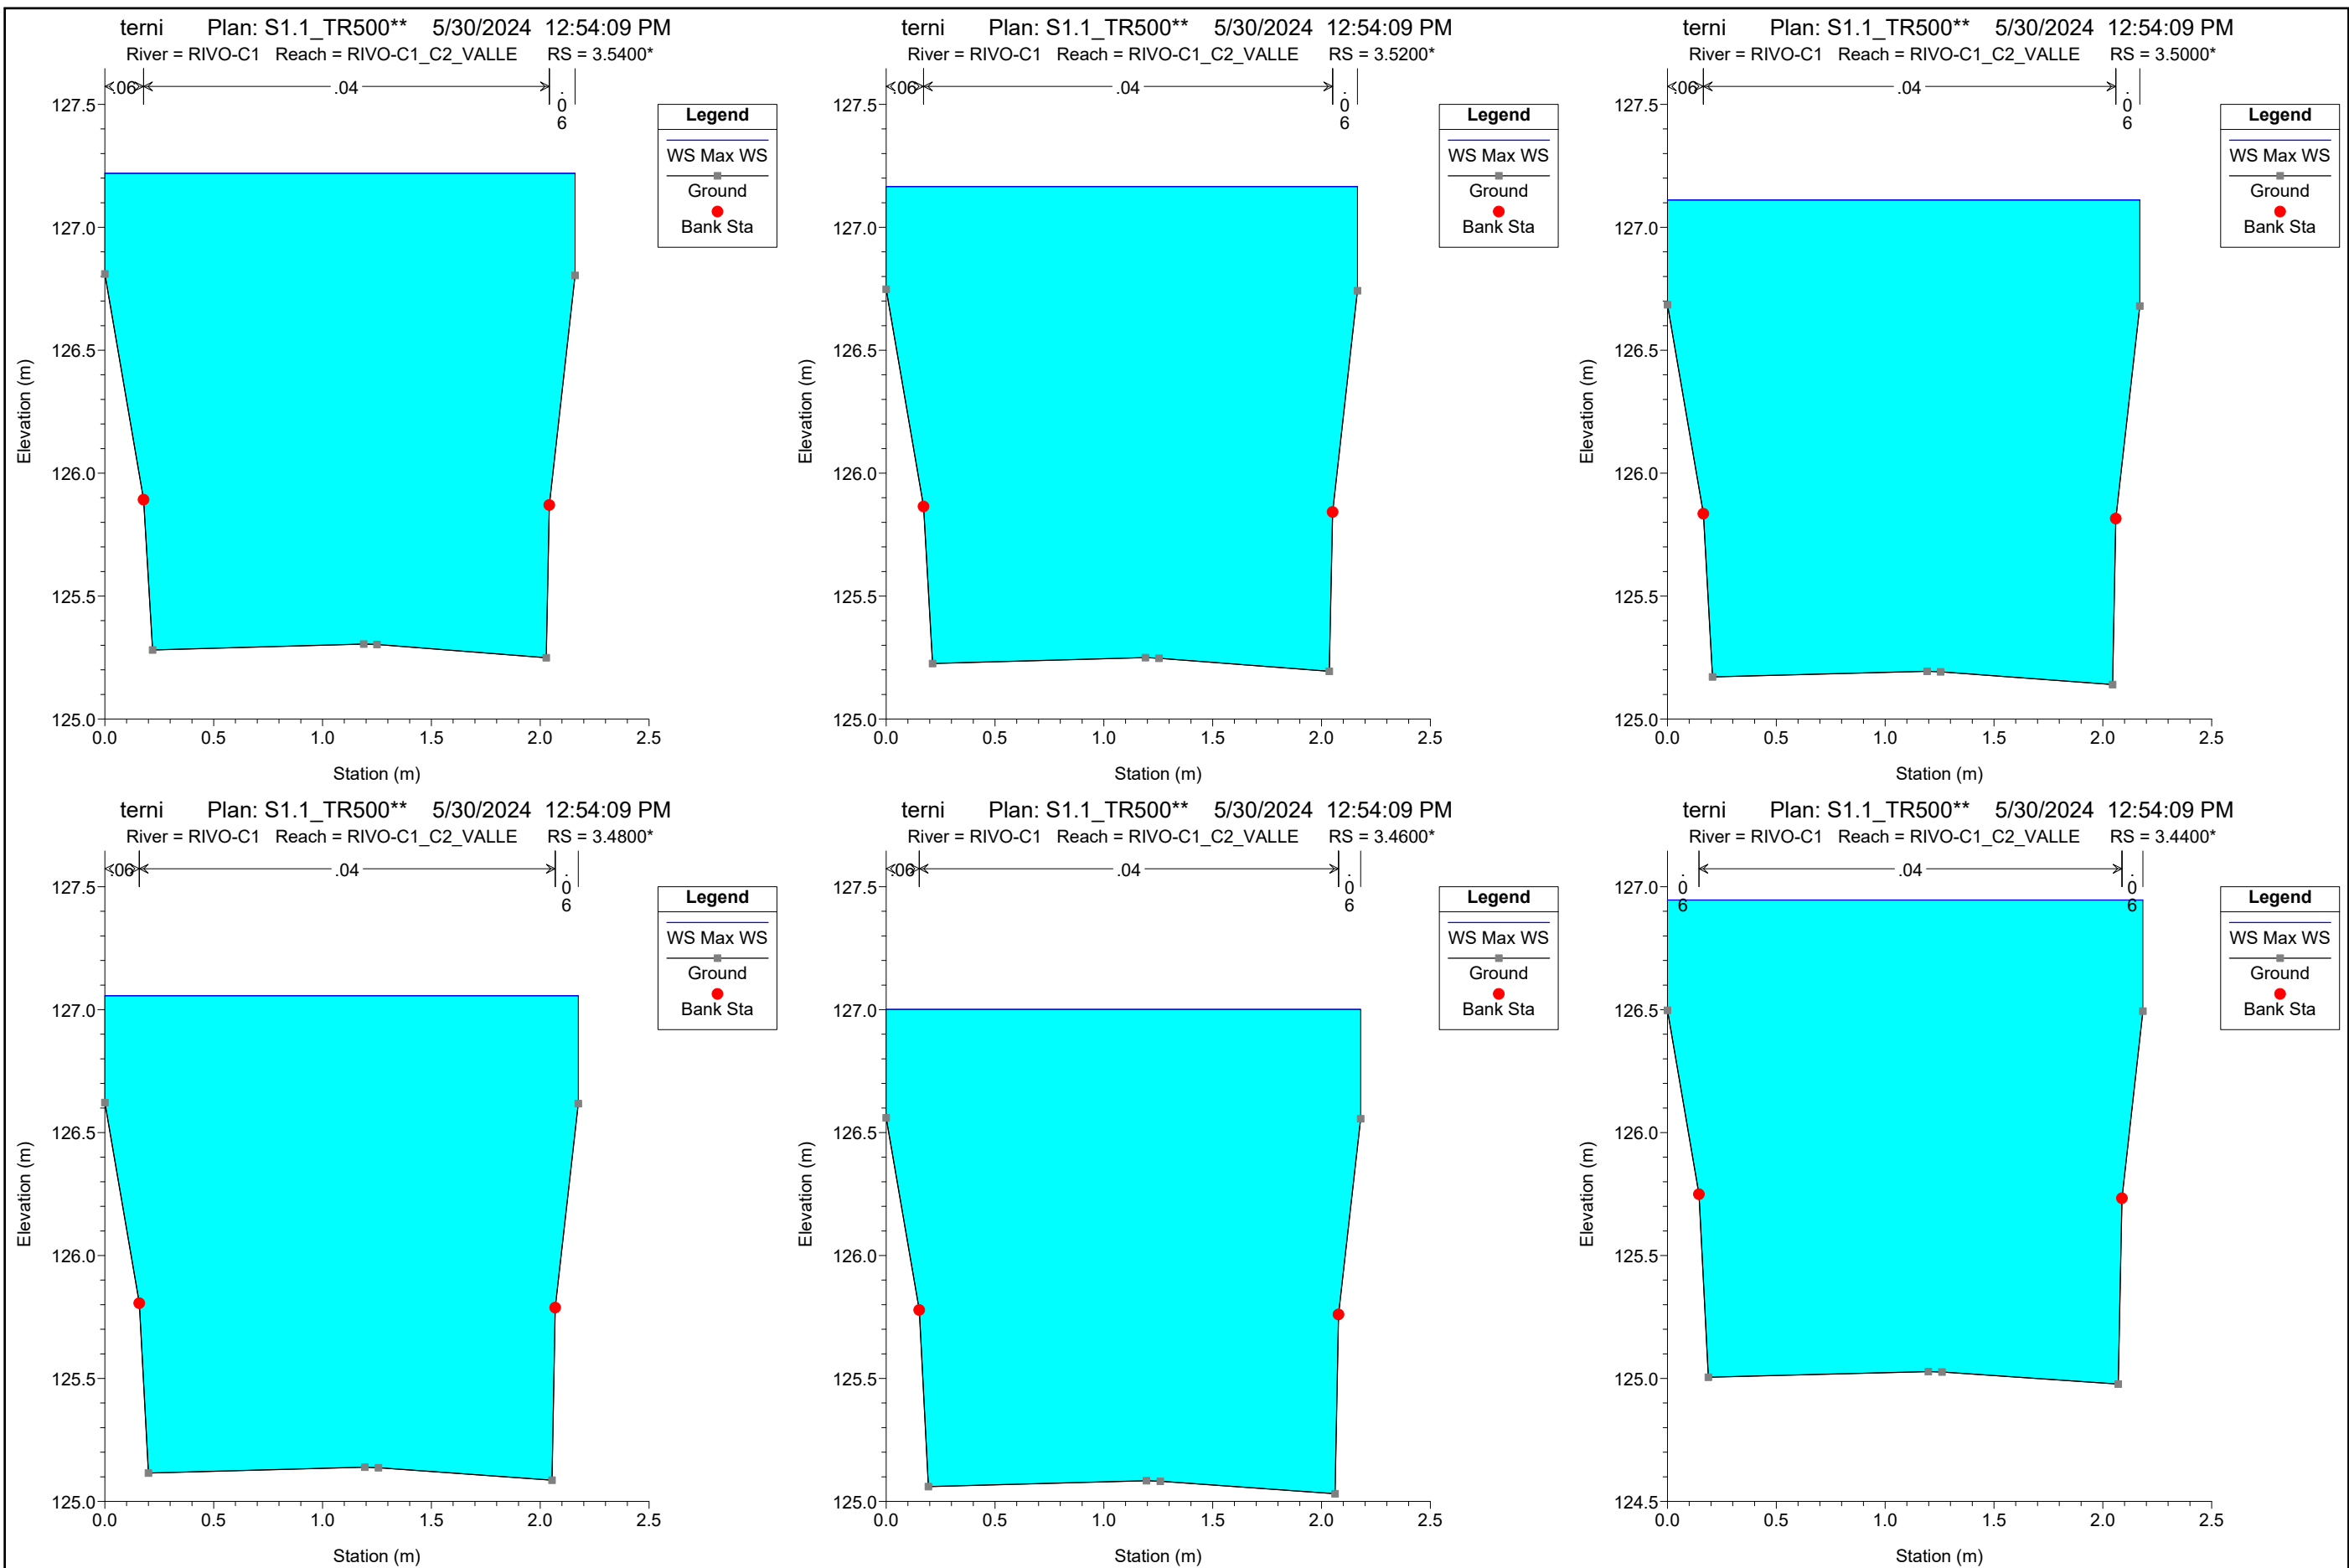 terni Plan: S1.1_TR500** 5/30/2024 12:54:09 PM
River = RIVO-C1 Reach = RIVO-C1_C2_VALLE RS = 3.5400*
.06
.04
.06
Legend
WS Max WS
Ground
Bank Sta
127.5
127.0
126.5
126.0
125.5
125.0
Elevation (m)
0.0 0.5 1.0 1.5 2.0 2.5
Station (m)
terni Plan: S1.1_TR500** 5/30/2024 12:54:09 PM
River = RIVO-C1 Reach = RIVO-C1_C2_VALLE RS = 3.5200*
.06
.04
.06
Legend
WS Max WS
Ground
Bank Sta
127.5
127.0
126.5
126.0
125.5
125.0
Elevation (m)
0.0 0.5 1.0 1.5 2.0 2.5
Station (m)
terni Plan: S1.1_TR500** 5/30/2024 12:54:09 PM
River = RIVO-C1 Reach = RIVO-C1_C2_VALLE RS = 3.5000*
.06
.04
.06
Legend
WS Max WS
Ground
Bank Sta
127.5
127.0
126.5
126.0
125.5
125.0
Elevation (m)
0.0 0.5 1.0 1.5 2.0 2.5
Station (m)
terni Plan: S1.1_TR500** 5/30/2024 12:54:09 PM
River = RIVO-C1 Reach = RIVO-C1_C2_VALLE RS = 3.4800*
.06
.04
.06
Legend
WS Max WS
Ground
Bank Sta
127.5
127.0
126.5
126.0
125.5
125.0
Elevation (m)
0.0 0.5 1.0 1.5 2.0 2.5
Station (m)
terni Plan: S1.1_TR500** 5/30/2024 12:54:09 PM
River = RIVO-C1 Reach = RIVO-C1_C2_VALLE RS = 3.4600*
.06
.04
.06
Legend
WS Max WS
Ground
Bank Sta
127.5
127.0
126.5
126.0
125.5
125.0
Elevation (m)
0.0 0.5 1.0 1.5 2.0 2.5
Station (m)
terni Plan: S1.1_TR500** 5/30/2024 12:54:09 PM
River = RIVO-C1 Reach = RIVO-C1_C2_VALLE RS = 3.4400*
.06
.04
.06
Legend
WS Max WS
Ground
Bank Sta
127.0
126.5
126.0
125.5
125.0
124.5
Elevation (m)
0.0 0.5 1.0 1.5 2.0 2.5
Station (m)